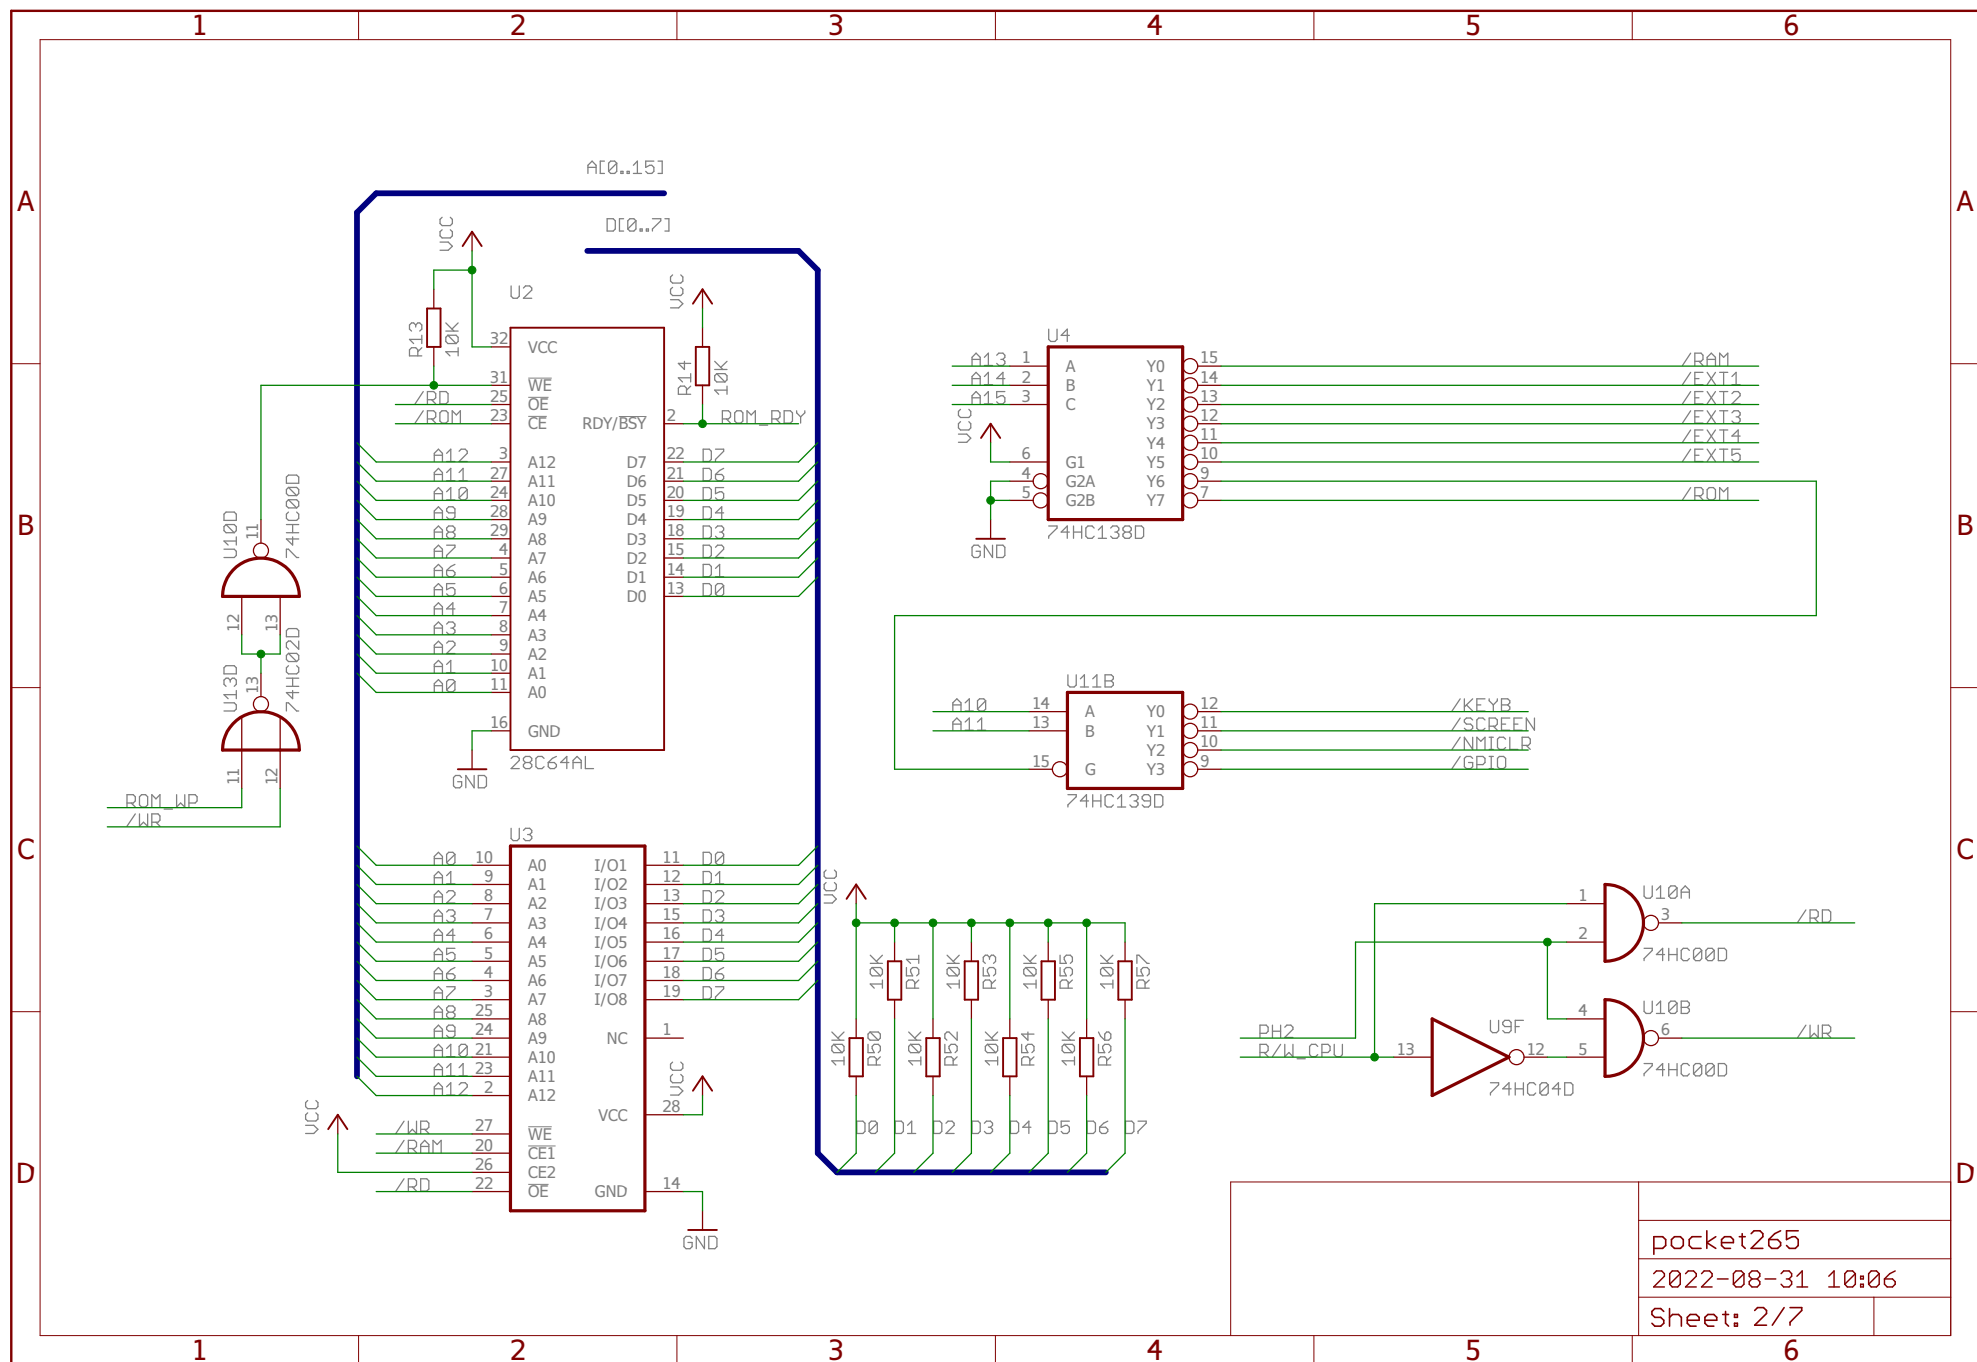 1 2 3 4 5 6
A
B
C
D
A
B
C
D
A[0..15]
D[0..7]
VCC
R13
10K
U2
VCC
R14
10K
32 VCC
31 WE
/RD 25 OE
/ROM 23 CE
RDY/BSY 2 ROM_RDY
A12 3 A12 D7 22 D7
A11 27 A11 D6 21 D6
A10 24 A10 D5 20 D5
A9 28 A9 D4 19 D4
A8 29 A8 D3 18 D3
A7 4 A7 D2 15 D2
A6 5 A6 D1 14 D1
A5 6 A5 D0 13 D0
A4 7 A4
A3 8 A3
A2 9 A2
A1 10 A1
A0 11 A0
16 GND
GND
28C64AL
U10D
11
74HC00D
12 13
U13D
13
74HC02D
11 12
ROM_WP
/WR
U3
A0 10 A0 I/O1 11 D0
A1 9 A1 I/O2 12 D1
A2 8 A2 I/O3 13 D2
A3 7 A3 I/O4 15 D3
A4 6 A4 I/O5 16 D4
A5 5 A5 I/O6 17 D5
A6 4 A6 I/O7 18 D6
A7 3 A7 I/O8 19 D7
A8 25 A8
A9 24 A9 NC 1
A10 21 A10
A11 23 A11
A12 2 A12
VCC 28 VCC
VCC
/WR 27 WE
/RAM 20 CE1
26 CE2
/RD 22 OE GND 14
GND
U4
A13 1 A Y0 15 /RAM
A14 2 B Y1 14 /EXT1
A15 3 C Y2 13 /EXT2
Y3 12 /EXT3
VCC
Y4 11 /EXT4
6 G1 Y5 10 /EXT5
4 G2A Y6 9
5 G2B Y7 7 /ROM
74HC138D
GND
U11B
A10 14 A Y0 12 /KEYB
A11 13 B Y1 11 /SCREEN
Y2 10 /NMICLR
15 G Y3 9 /GPIO
74HC139D
VCC
10K R51 10K R53 10K R55 10K R57
10K R50 10K R52 10K R54 10K R56
D0 D1 D2 D3 D4 D5 D6 D7
U10A
1
2
3 /RD
74HC00D
U10B
4
5
6 /WR
74HC00D
PH2
R/W_CPU
U9F
13 12
74HC04D
pocket265
2022-08-31 10:06
Sheet: 2/7
1 2 3 4 5 6